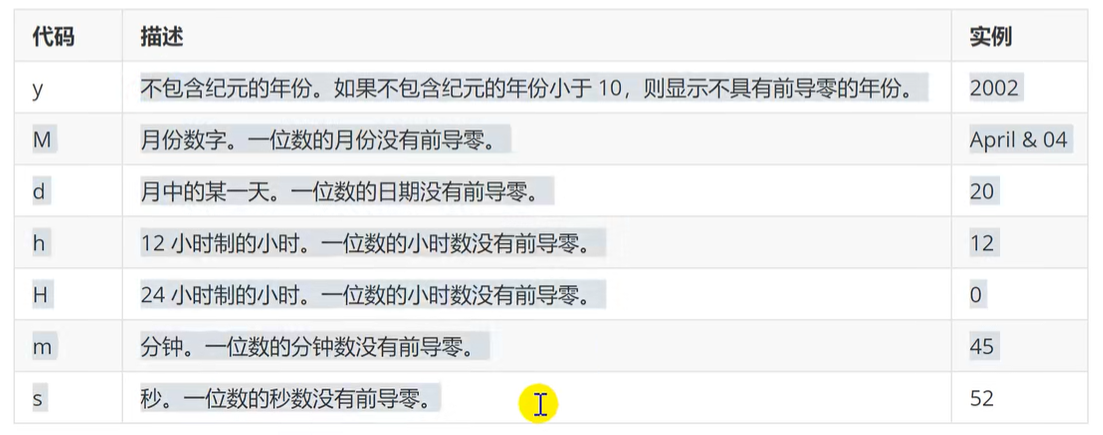 代码 描述 实例
y 不包含纪元的年份。如果不包含纪元的年份小于 10，则显示不具有前导零的年份。 2002
M 月份数字。一位数的月份没有前导零。 April & 04
d 月中的某一天。一位数的日期没有前导零。 20
h 12 小时制的小时。一位数的小时数没有前导零。 12
H 24 小时制的小时。一位数的小时数没有前导零。 0
m 分钟。一位数的分钟数没有前导零。 45
s 秒。一位数的秒数没有前导零。 52